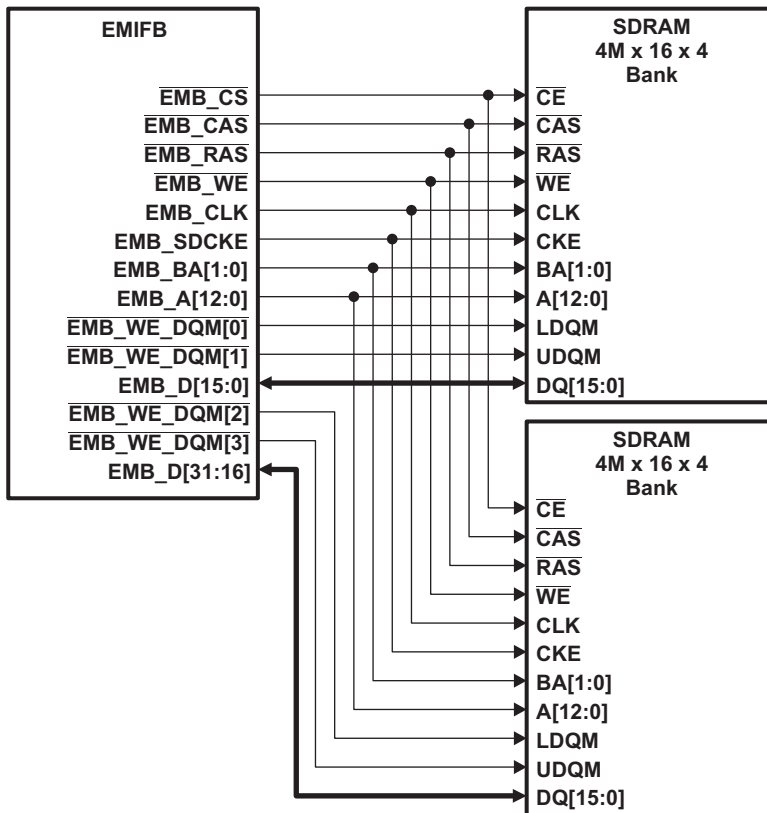 EMIFB
EMB_CS
EMB_CAS
EMB_RAS
EMB_WE
EMB_CLK
EMB_SDCKE
EMB_BA[1:0]
EMB_A[12:0]
EMB_WE_DQM[0]
EMB_WE_DQM[1]
EMB_D[15:0]
EMB_WE_DQM[2]
EMB_WE_DQM[3]
EMB_D[31:16]
SDRAM
4M x 16 x 4
Bank
CE
CAS
RAS
WE
CLK
CKE
BA[1:0]
A[12:0]
LDQM
UDQM
DQ[15:0]
SDRAM
4M x 16 x 4
Bank
CE
CAS
RAS
WE
CLK
CKE
BA[1:0]
A[12:0]
LDQM
UDQM
DQ[15:0]